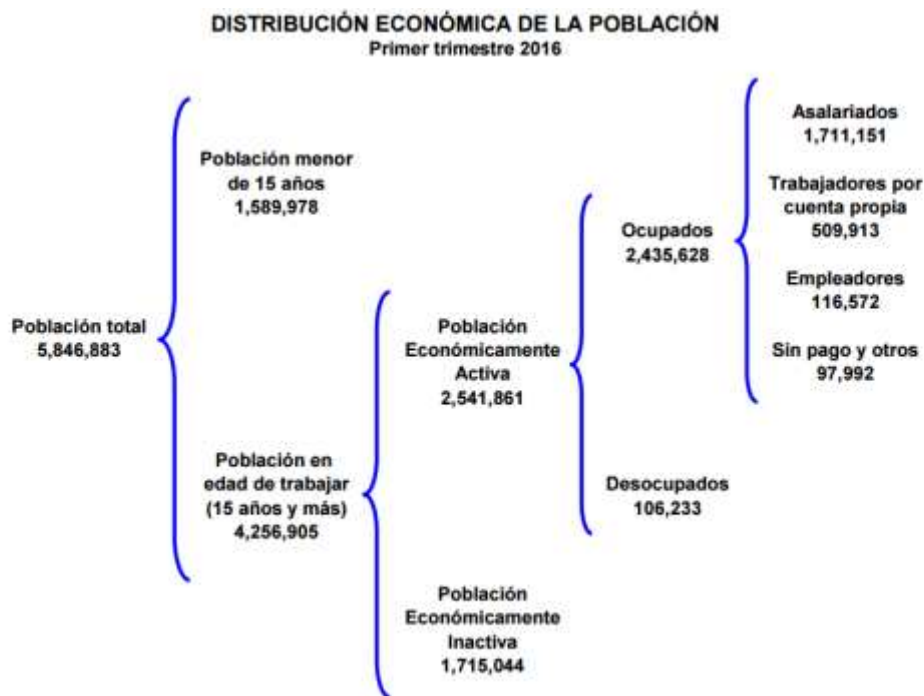 DISTRIBUCIÓN ECONÓMICA DE LA POBLACIÓN
Primer trimestre 2016
Población total
5,846,883
Población menor
de 15 años
1,589,978
Población en
edad de trabajar
(15 años y más)
4,256,905
Población
Económicamente
Activa
2,541,861
Población
Económicamente
Inactiva
1,715,044
Ocupados
2,435,628
Desocupados
106,233
Asalariados
1,711,151
Trabajadores por
cuenta propia
509,913
Empleadores
116,572
Sin pago y otros
97,992